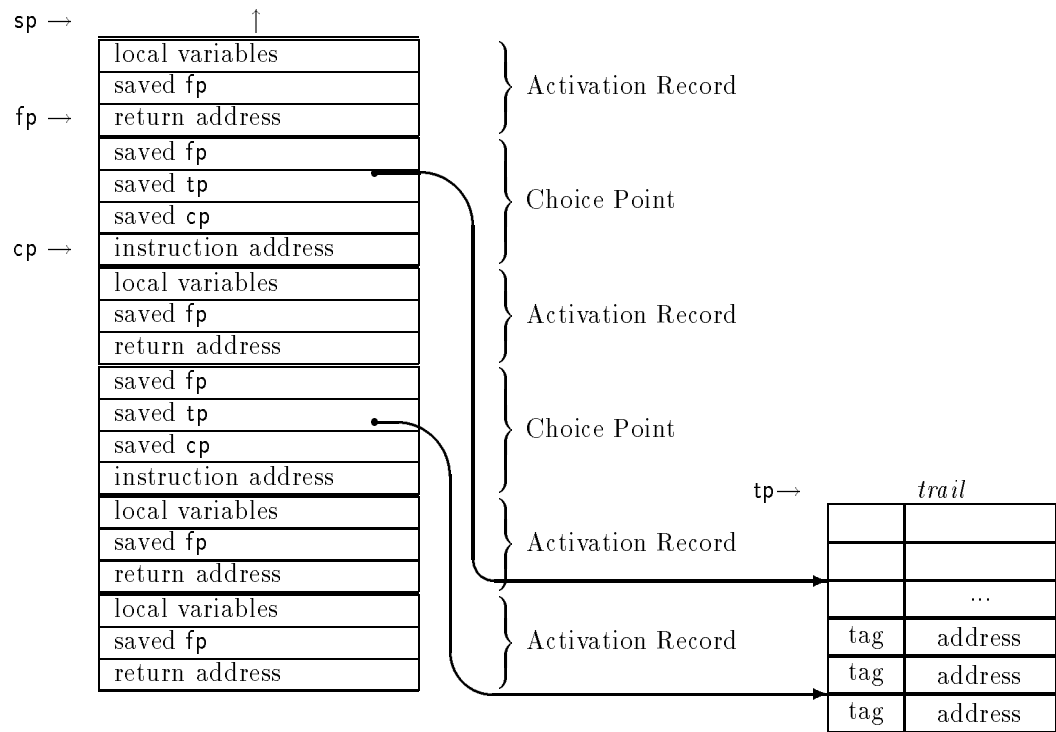 sp → ↑
local variables
saved fp
fp → return address
Activation Record
saved fp
saved tp
saved cp
cp → instruction address
Choice Point
local variables
saved fp
return address
Activation Record
saved fp
saved tp
saved cp
instruction address
Choice Point
local variables
saved fp
return address
Activation Record
local variables
saved fp
return address
Activation Record
tp→ trail
...
tag address
tag address
tag address